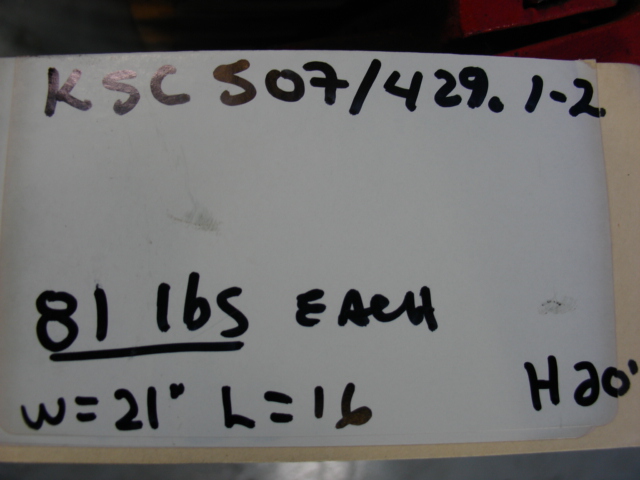 KSC 507/429.1-2
81 lbs EACH
W=21" L=16 H 20'